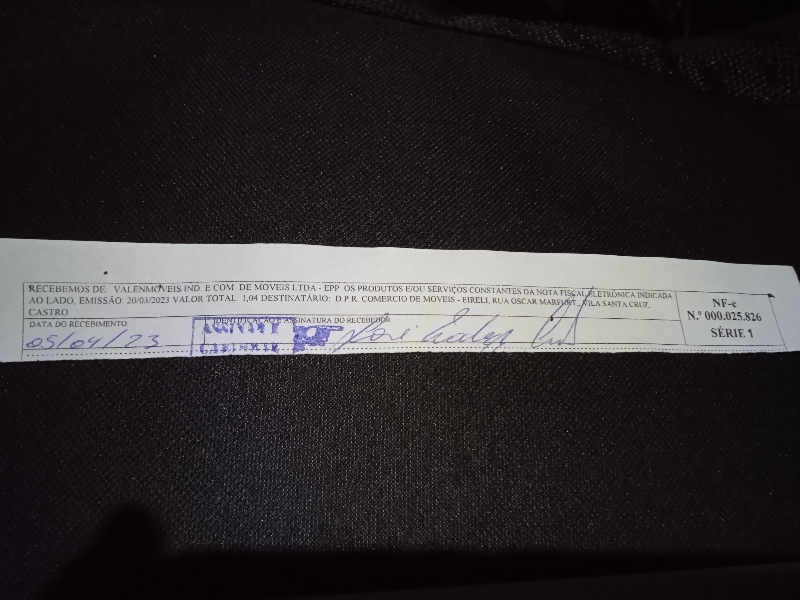 RECEBEMOS DE: VALENMOVEIS IND. E COM. DE MOVEIS LTDA - EPP OS PRODUTOS E/OU SERVIÇOS CONSTANTES DA NOTA FISCAL ELETRÔNICA INDICADA
AO LADO, EMISSÃO: 20/03/2023 VALOR TOTAL: 1,04 DESTINATÁRIO: D.P.R. COMERCIO DE MOVEIS - EIRELI, RUA OSCAR MARFURT, VILA SANTA CRUZ,
CASTRO
DATA DO RECEBIMENTO:
05/04/23
IDENTIFICAÇÃO E ASSINATURA DO RECEBEDOR
José
NF-e
N.º 000.025.826
SÉRIE 1